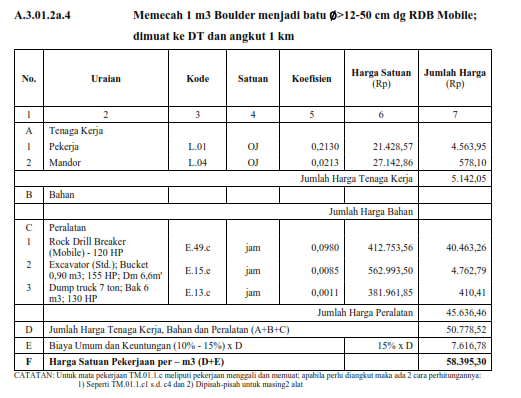 A.3.01.2a.4 Memecah 1 m3 Boulder menjadi batu Ø>12-50 cm dg RDB Mobile;
dimuat ke DT dan angkut 1 km
No. Uraian Kode Satuan Koefisien Harga Satuan (Rp) Jumlah Harga (Rp)
1 2 3 4 5 6 7
A Tenaga Kerja
1 Pekerja L.01 OJ 0,2130 21.428,57 4.563,95
2 Mandor L.04 OJ 0,0213 27.142,86 578,10
Jumlah Harga Tenaga Kerja 5.142,05
B Bahan
Jumlah Harga Bahan
C Peralatan
1 Rock Drill Breaker
(Mobile) - 120 HP E.49.c jam 0,0980 412.753,56 40.463,26
2 Excavator (Std.); Bucket
0,90 m3; 155 HP; Dm 6,6m' E.15.e jam 0,0085 562.993,50 4.762,79
3 Dump truck 7 ton; Bak 6
m3; 130 HP E.13.c jam 0,0011 381.961,85 410,41
Jumlah Harga Peralatan 45.636,46
D Jumlah Harga Tenaga Kerja, Bahan dan Peralatan (A+B+C) 50.778,52
E Biaya Umum dan Keuntungan (10% - 15%) x D 15% x D 7.616,78
F Harga Satuan Pekerjaan per – m3 (D+E) 58.395,30
CATATAN: Untuk mata pekerjaan TM.01.1.c meliputi pekerjaan menggali dan memuat; apabila perlu diangkut maka ada 2 cara perhitungannya:
1) Seperti TM.01.1.c1 s.d. c4 dan 2) Dipisah-pisah untuk masing2 alat